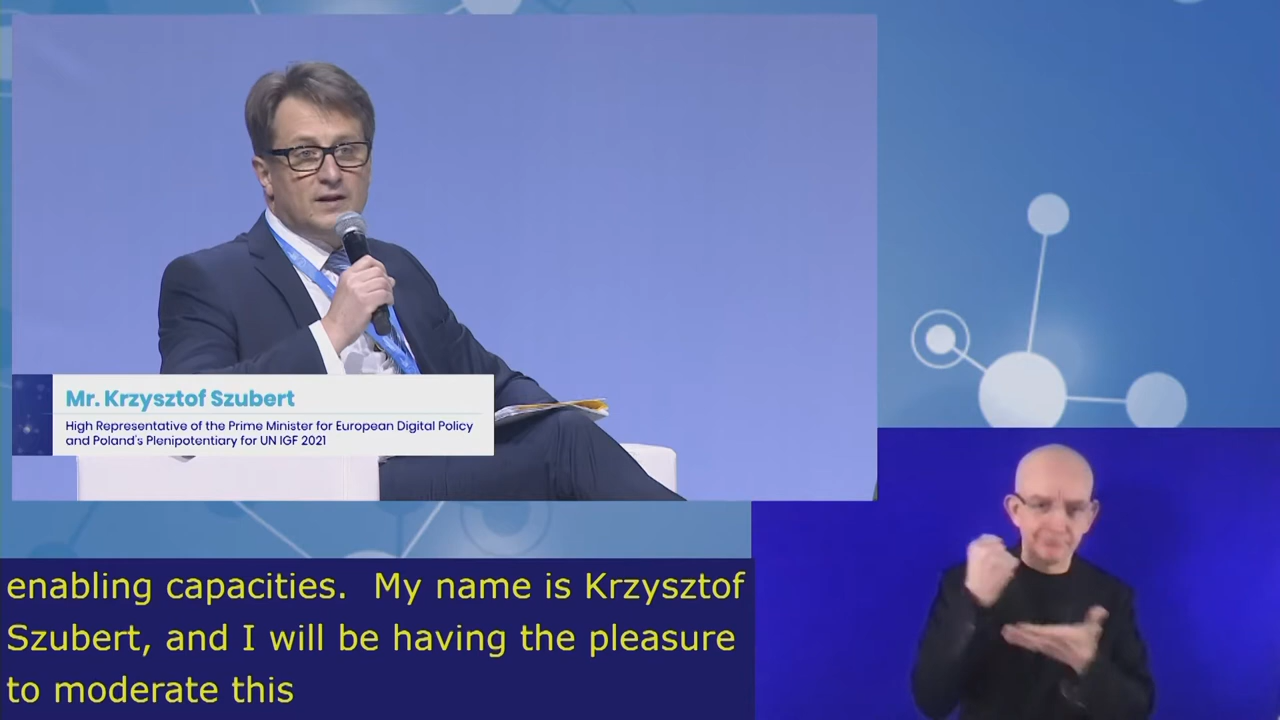 Mr. Krzysztof Szubert
High Representative of the Prime Minister for European Digital Policy
and Poland's Plenipotentiary for UN IGF 2021
enabling capacities.  My name is Krzysztof
Szubert, and I will be having the pleasure
to moderate this